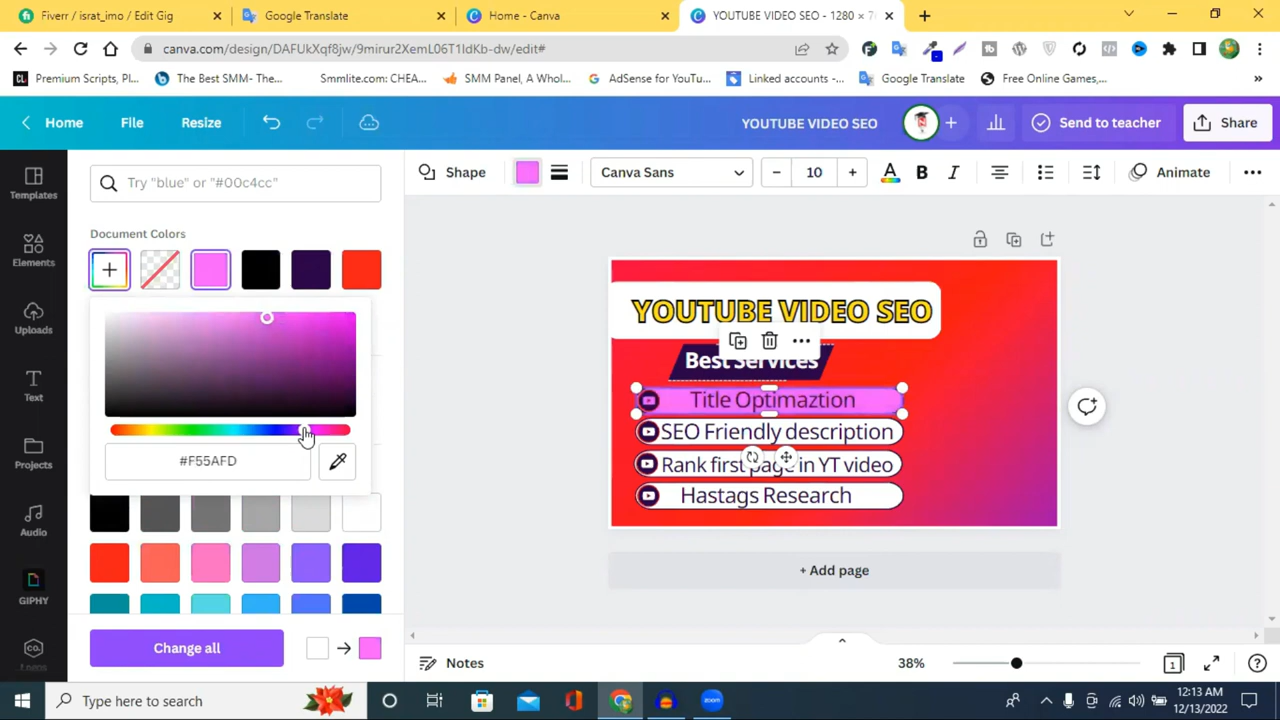 Fiverr / israt_imo / Edit Gig
Google Translate
Home - Canva
YOUTUBE VIDEO SEO - 1280 × 7
canva.com/design/DAFUkXqf8jw/9mirur2XemL06T1IdKb-dw/edit#
Premium Scripts, Pl...
The Best SMM- The...
Smmlite.com: CHEA...
SMM Panel, A Whol...
AdSense for YouTu...
Linked accounts -...
Google Translate
Free Online Games,...
Home
File
Resize
YOUTUBE VIDEO SEO
Send to teacher
Share
Templates
Elements
Uploads
Text
Projects
Audio
GIPHY
co.
Try "blue" or "#00c4cc"
Document Colors
#F55AFD
Change all
Shape
Canva Sans
10
A
B
I
Animate
YOUTUBE VIDEO SEO
Best Services
Title Optimaztion
SEO Friendly description
Rank first page in YT video
Hastags Research
+ Add page
Notes
38%
1
Type here to search
zoom
12:13 AM
12/13/2022